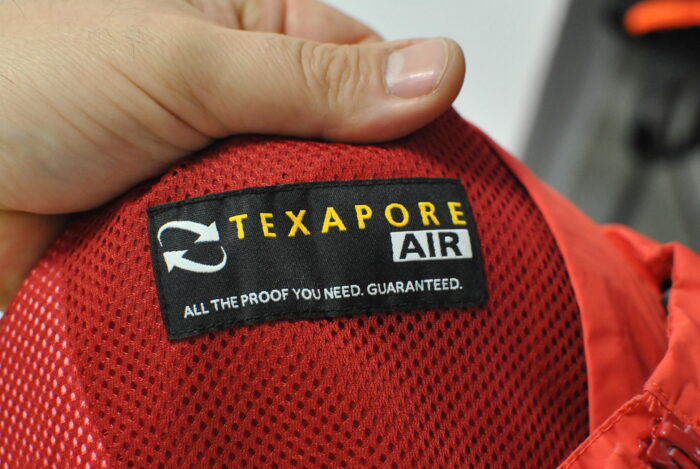 TEXAPORE
AIR
ALL THE PROOF YOU NEED. GUARANTEED.